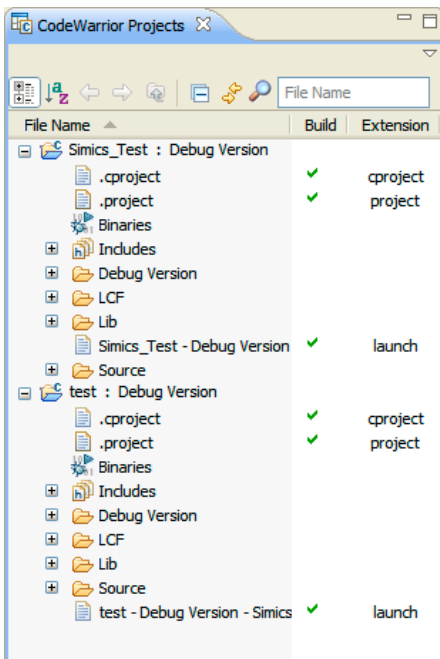 CodeWarrior Projects
File Name
File Name Build Extension
Simics_Test : Debug Version
.cproject cproject
.project project
Binaries
Includes
Debug Version
LCF
Lib
Simics_Test - Debug Version launch
Source
test : Debug Version
.cproject cproject
.project project
Binaries
Includes
Debug Version
LCF
Lib
Source
test - Debug Version - Simics launch